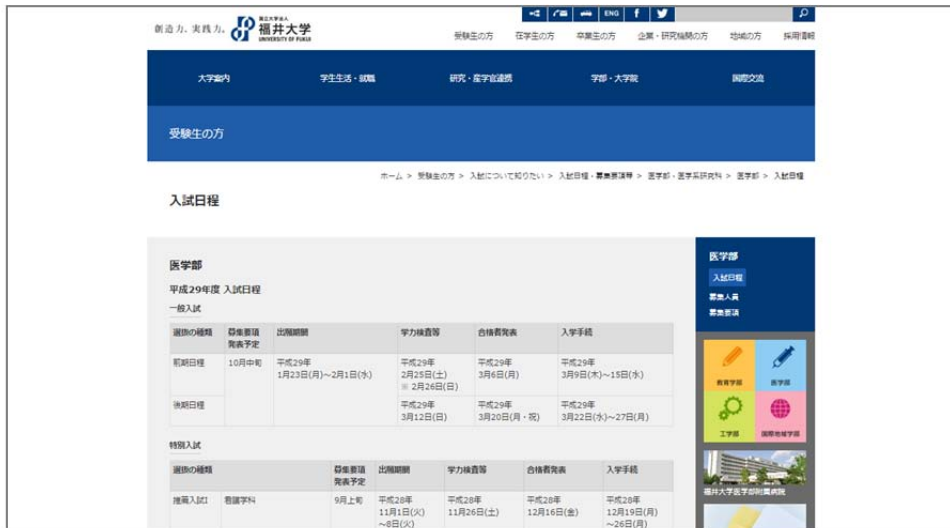 ENG
創造力、実践力。
国立大学法人
福井大学
UNIVERSITY OF FUKUI
受験生の方 在学生の方 卒業生の方 企業・研究機関の方 地域の方 採用情報
大学案内 学生生活・就職 研究・産学官連携 学部・大学院 国際交流
受験生の方
ホーム > 受験生の方 > 入試について知りたい > 入試日程・募集要項等 > 医学部・医学系研究科 > 医学部 > 入試日程
入試日程
医学部
平成29年度 入試日程
一般入試
選抜の種類 募集要項 出願期間 学力検査等 合格者発表 入学手続
発表予定
前期日程 10月中旬 平成29年 平成29年 平成29年 平成29年
1月23日(月)~2月1日(水) 2月25日(土) 3月6日(月) 3月9日(木)~15日(水)
※ 2月26日(日)
後期日程 平成29年 平成29年 平成29年
3月12日(日) 3月20日(月・祝) 3月22日(水)~27日(月)
特別入試
選抜の種類 募集要項 出願期間 学力検査等 合格者発表 入学手続
発表予定
推薦入試I 看護学科 9月上旬 平成28年 平成28年 平成28年 平成28年
11月1日(火) 11月26日(土) 12月16日(金) 12月19日(月)
~8日(火) ~26日(月)
医学部
入試日程
募集人員
募集要項
教育学部 医学部
工学部 国際地域学部
福井大学医学部附属病院